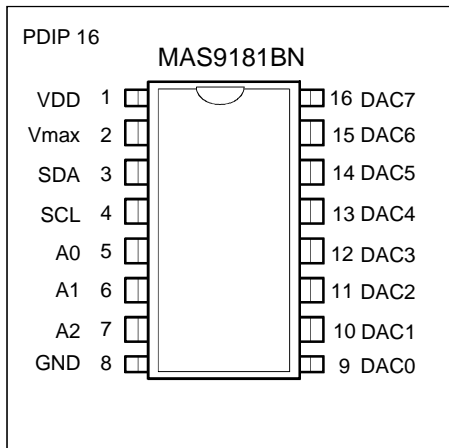 PDIP 16
MAS9181BN
VDD 1 16 DAC7
Vmax 2 15 DAC6
SDA 3 14 DAC5
SCL 4 13 DAC4
A0 5 12 DAC3
A1 6 11 DAC2
A2 7 10 DAC1
GND 8 9 DAC0